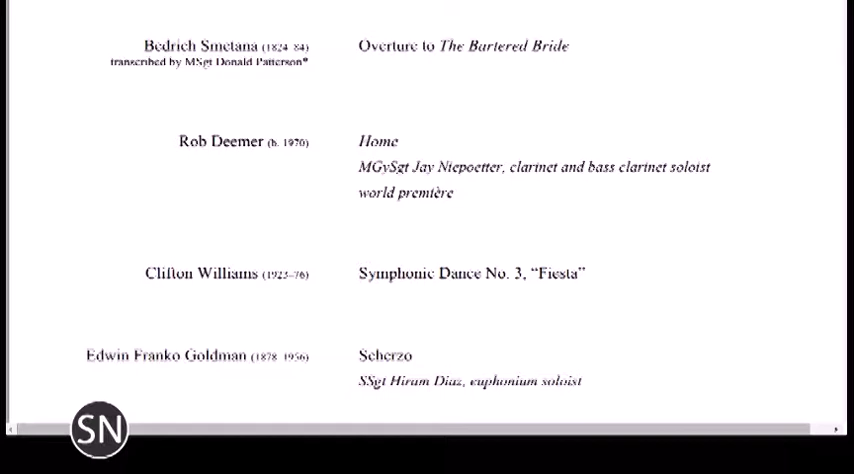 Bedrich Smetana (1824–84) Overture to The Bartered Bride
transcribed by MSgt Donald Patterson*
Rob Deemer (b. 1970) Home
MGySgt Jay Niepoetter, clarinet and bass clarinet soloist
world première
Clifton Williams (1923–76) Symphonic Dance No. 3, “Fiesta”
Edwin Franko Goldman (1878–1956) Scherzo
SSgt Hiram Diaz, euphonium soloist
SN